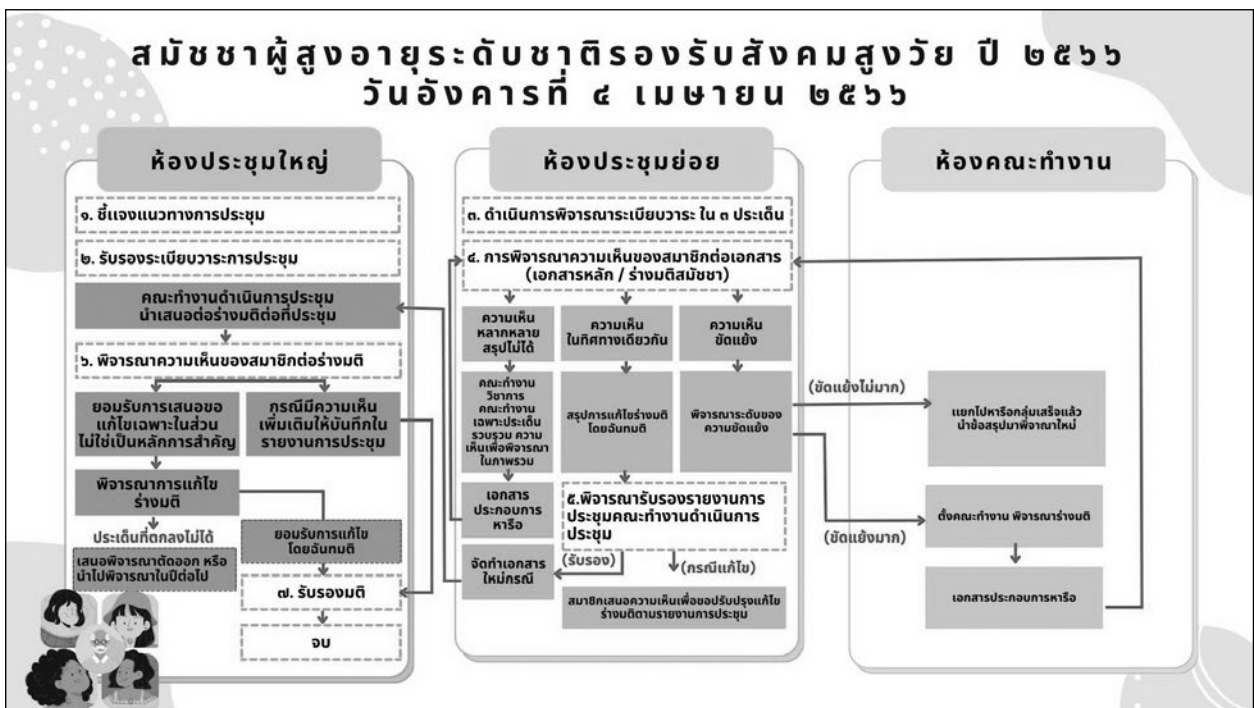 สมัชชาผู้สูงอายุระดับชาติรองรับสังคมสูงวัย ปี ๒๕๖๖
วันอังคารที่ ๔ เมษายน ๒๕๖๖
ห้องประชุมใหญ่
๑. ชี้แจงแนวทางการประชุม
๒. รับรองระเบียบวาระการประชุม
คณะทำงานดำเนินการประชุม
นำเสนอต่อร่างมติต่อที่ประชุม
๖. พิจารณาความเห็นของสมาชิกต่อร่างมติ
ยอมรับการเสนอขอ
แก้ไขเฉพาะในส่วน
ไม่ใช่เป็นหลักการสำคัญ
กรณีมีความเห็น
เพิ่มเติมให้บันทึกใน
รายงานการประชุม
พิจารณาการแก้ไข
ร่างมติ
ประเด็นที่ตกลงไม่ได้
เสนอพิจารณาตัดออก หรือ
นำไปพิจารณาในปีต่อไป
ยอมรับการแก้ไข
โดยฉันทมติ
๗. รับรองมติ
จบ
ห้องประชุมย่อย
๓. ดำเนินการพิจารณาระเบียบวาระ ใน ๓ ประเด็น
๔. การพิจารณาความเห็นของสมาชิกต่อเอกสาร
(เอกสารหลัก / ร่างมติสมัชชา)
ความเห็น
หลากหลาย
สรุปไม่ได้
ความเห็น
ในทิศทางเดียวกัน
ความเห็น
ขัดแย้ง
คณะทำงาน
วิชาการ
คณะทำงาน
เฉพาะประเด็น
รวบรวม ความ
เห็นเพื่อพิจารณา
ในภาพรวม
สรุปการแก้ไขร่างมติ
โดยฉันทมติ
พิจารณาระดับของ
ความขัดแย้ง
เอกสาร
ประกอบการ
หารือ
๕.พิจารณารับรองรายงานการ
ประชุมคณะทำงานดำเนินการ
ประชุม
(รับรอง)
(กรณีแก้ไข)
จัดทำเอกสาร
ใหม่กรณี
สมาชิกเสนอความเห็นเพื่อขอปรับปรุงแก้ไข
ร่างมติตามรายงานการประชุม
ห้องคณะทำงาน
(ขัดแย้งไม่มาก)
แยกไปหารือกลุ่มเสร็จแล้ว
นำข้อสรุปมาพิจาณาใหม่
(ขัดแย้งมาก)
ตั้งคณะทำงาน พิจารณาร่างมติ
เอกสารประกอบการหารือ